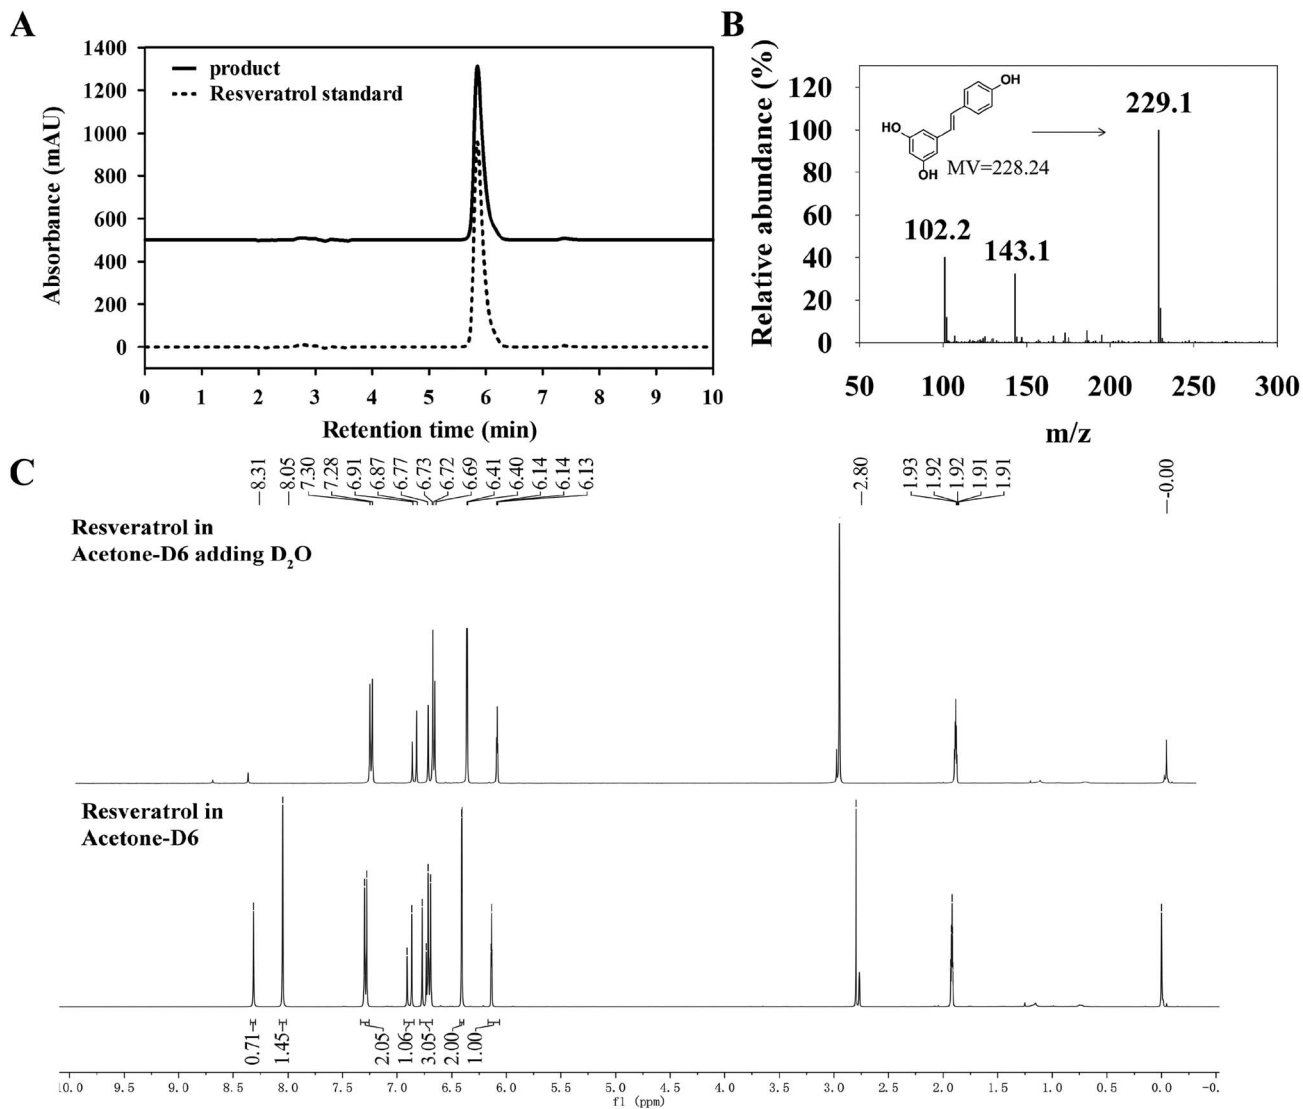 A
1400
1200
1000
800
600
400
200
0
Absorbance (mAU)
product
Resveratrol standard
0 1 2 3 4 5 6 7 8 9 10
Retention time (min)
B
120
100
80
60
40
20
0
Relative abundance (%)
OH
HO
OH
MV=228.24
229.1
102.2
143.1
50 100 150 200 250 300
m/z
C
8.31 8.05 7.30 7.28 6.91 6.87 6.77 6.73 6.72 6.69 6.41 6.40 6.14 6.14 6.13 2.80 1.93 1.92 1.92 1.91 1.91 -0.00
Resveratrol in
Acetone-D6 adding D₂O
Resveratrol in
Acetone-D6
0.71 1.45 2.05 1.06 3.05 2.00 1.00
10.0 9.5 9.0 8.5 8.0 7.5 7.0 6.5 6.0 5.5 5.0 4.5 4.0 3.5 3.0 2.5 2.0 1.5 1.0 0.5 0.0 -0.
f1 (ppm)